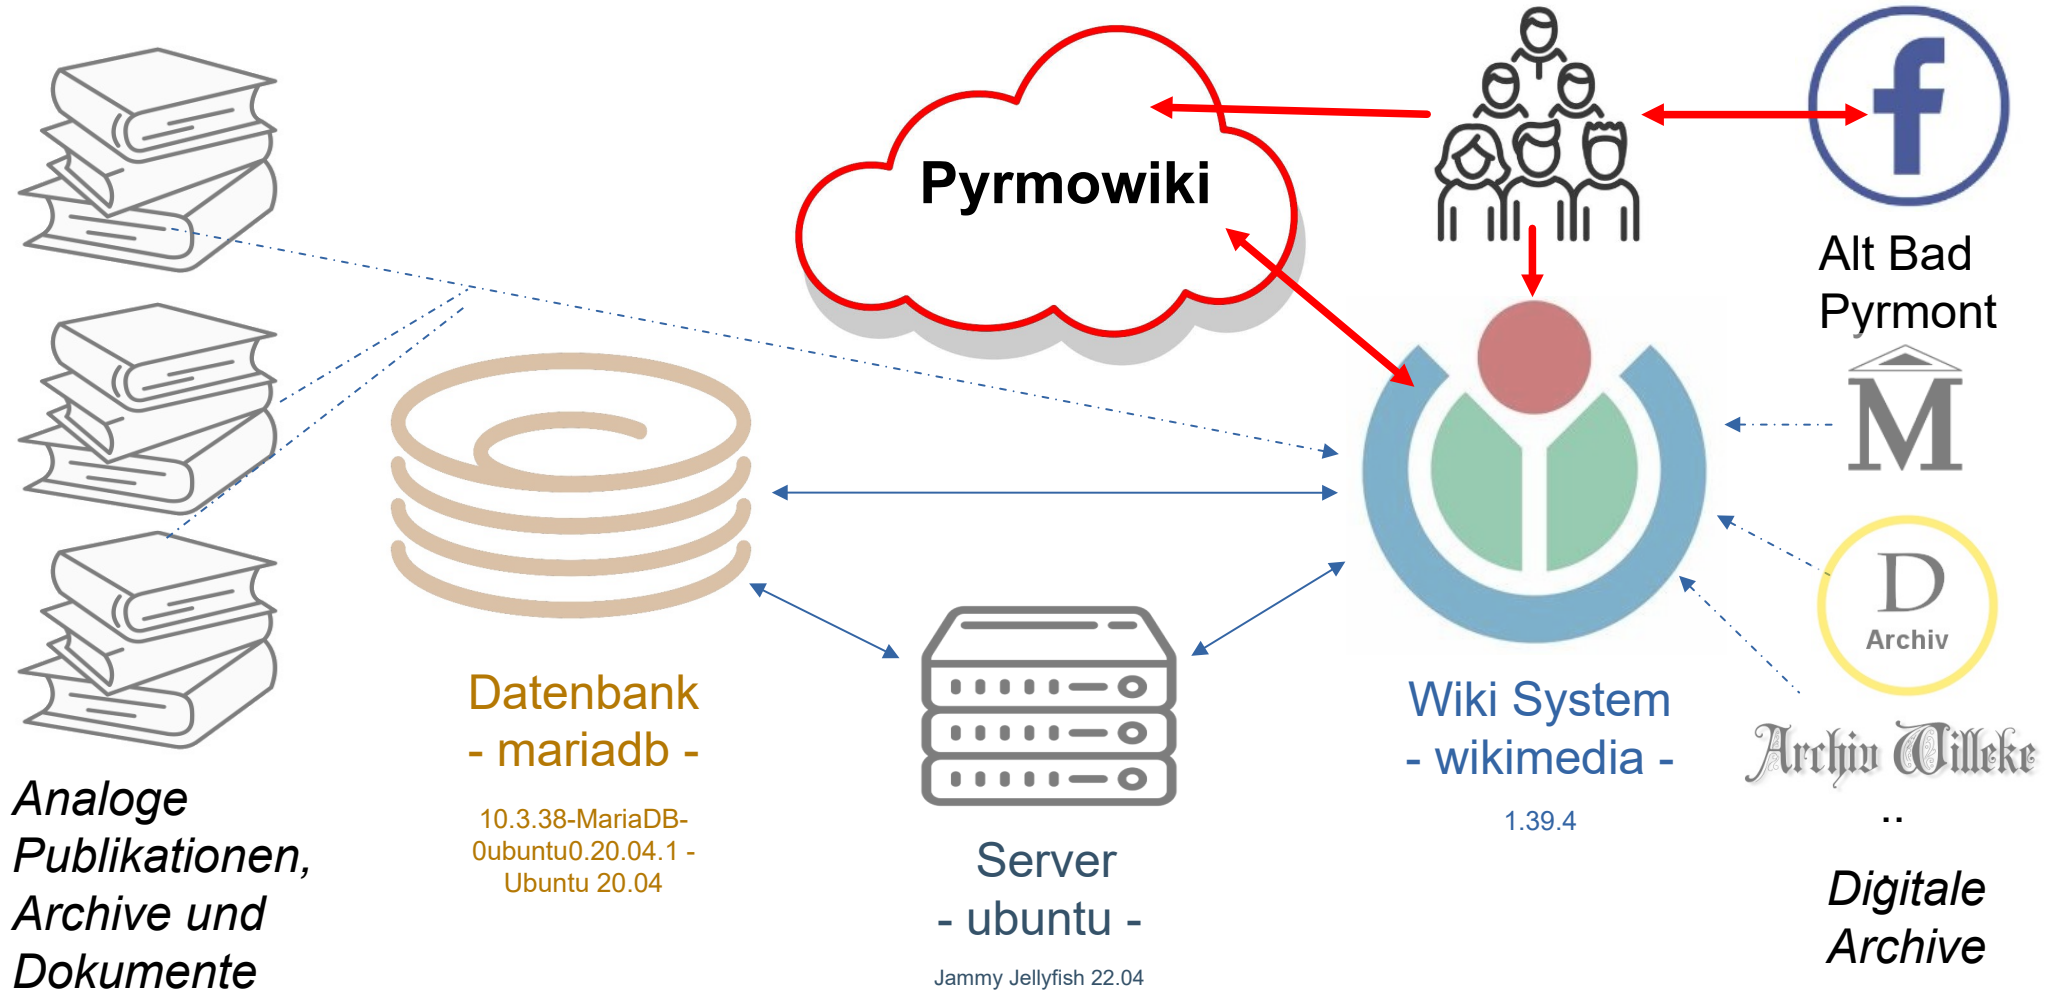 Pyrmowiki
f
Alt Bad
Pyrmont
M
D
Archiv
Archiv Willeke
..
Digitale
Archive
Analoge
Publikationen,
Archive und
Dokumente
Datenbank
- mariadb -
10.3.38-MariaDB-
0ubuntu0.20.04.1 -
Ubuntu 20.04
Server
- ubuntu -
Jammy Jellyfish 22.04
Wiki System
- wikimedia -
1.39.4